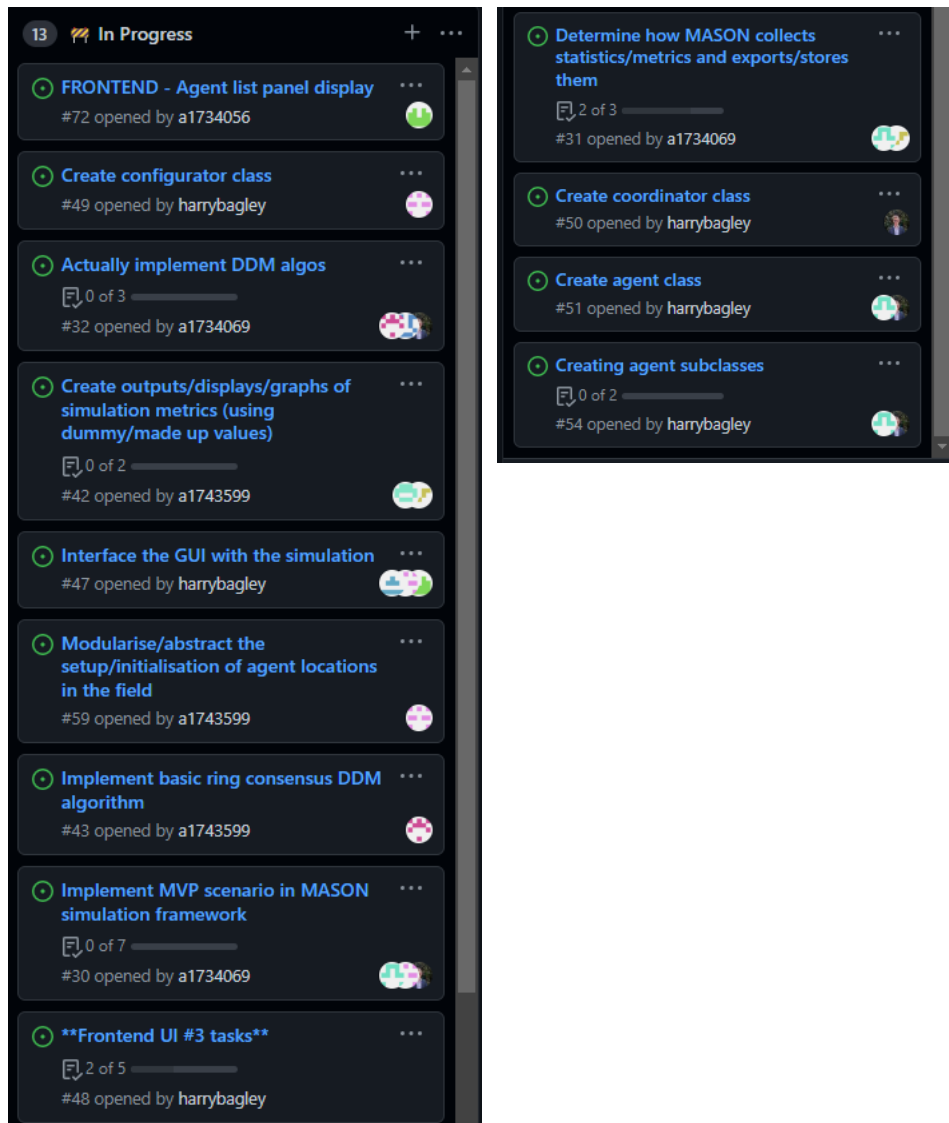 13 🚧 In Progress
FRONTEND - Agent list panel display
#72 opened by a1734056
Create configurator class
#49 opened by harrybagley
Actually implement DDM algos
0 of 3
#32 opened by a1734069
Create outputs/displays/graphs of
simulation metrics (using
dummy/made up values)
0 of 2
#42 opened by a1743599
Interface the GUI with the simulation
#47 opened by harrybagley
Modularise/abstract the
setup/initialisation of agent locations
in the field
#59 opened by a1743599
Implement basic ring consensus DDM
algorithm
#43 opened by a1743599
Implement MVP scenario in MASON
simulation framework
0 of 7
#30 opened by a1734069
**Frontend UI #3 tasks**
2 of 5
#48 opened by harrybagley
Determine how MASON collects
statistics/metrics and exports/stores
them
2 of 3
#31 opened by a1734069
Create coordinator class
#50 opened by harrybagley
Create agent class
#51 opened by harrybagley
Creating agent subclasses
0 of 2
#54 opened by harrybagley